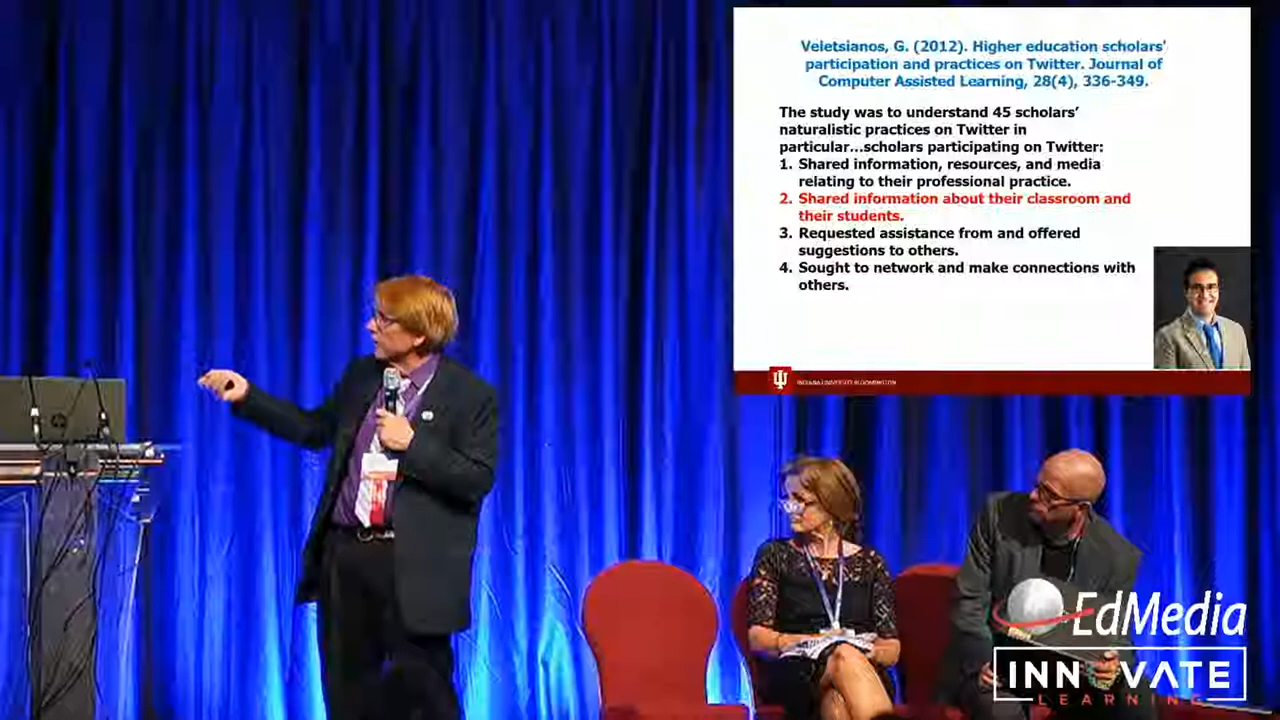 Veletsianos, G. (2012). Higher education scholars'
participation and practices on Twitter. Journal of
Computer Assisted Learning, 28(4), 336-349.
The study was to understand 45 scholars'
naturalistic practices on Twitter in
particular...scholars participating on Twitter:
1. Shared information, resources, and media
relating to their professional practice.
2. Shared information about their classroom and
their students.
3. Requested assistance from and offered
suggestions to others.
4. Sought to network and make connections with
others.
INDIANA UNIVERSITY BLOOMINGTON
EdMedia
INNOVATE
LEARNING